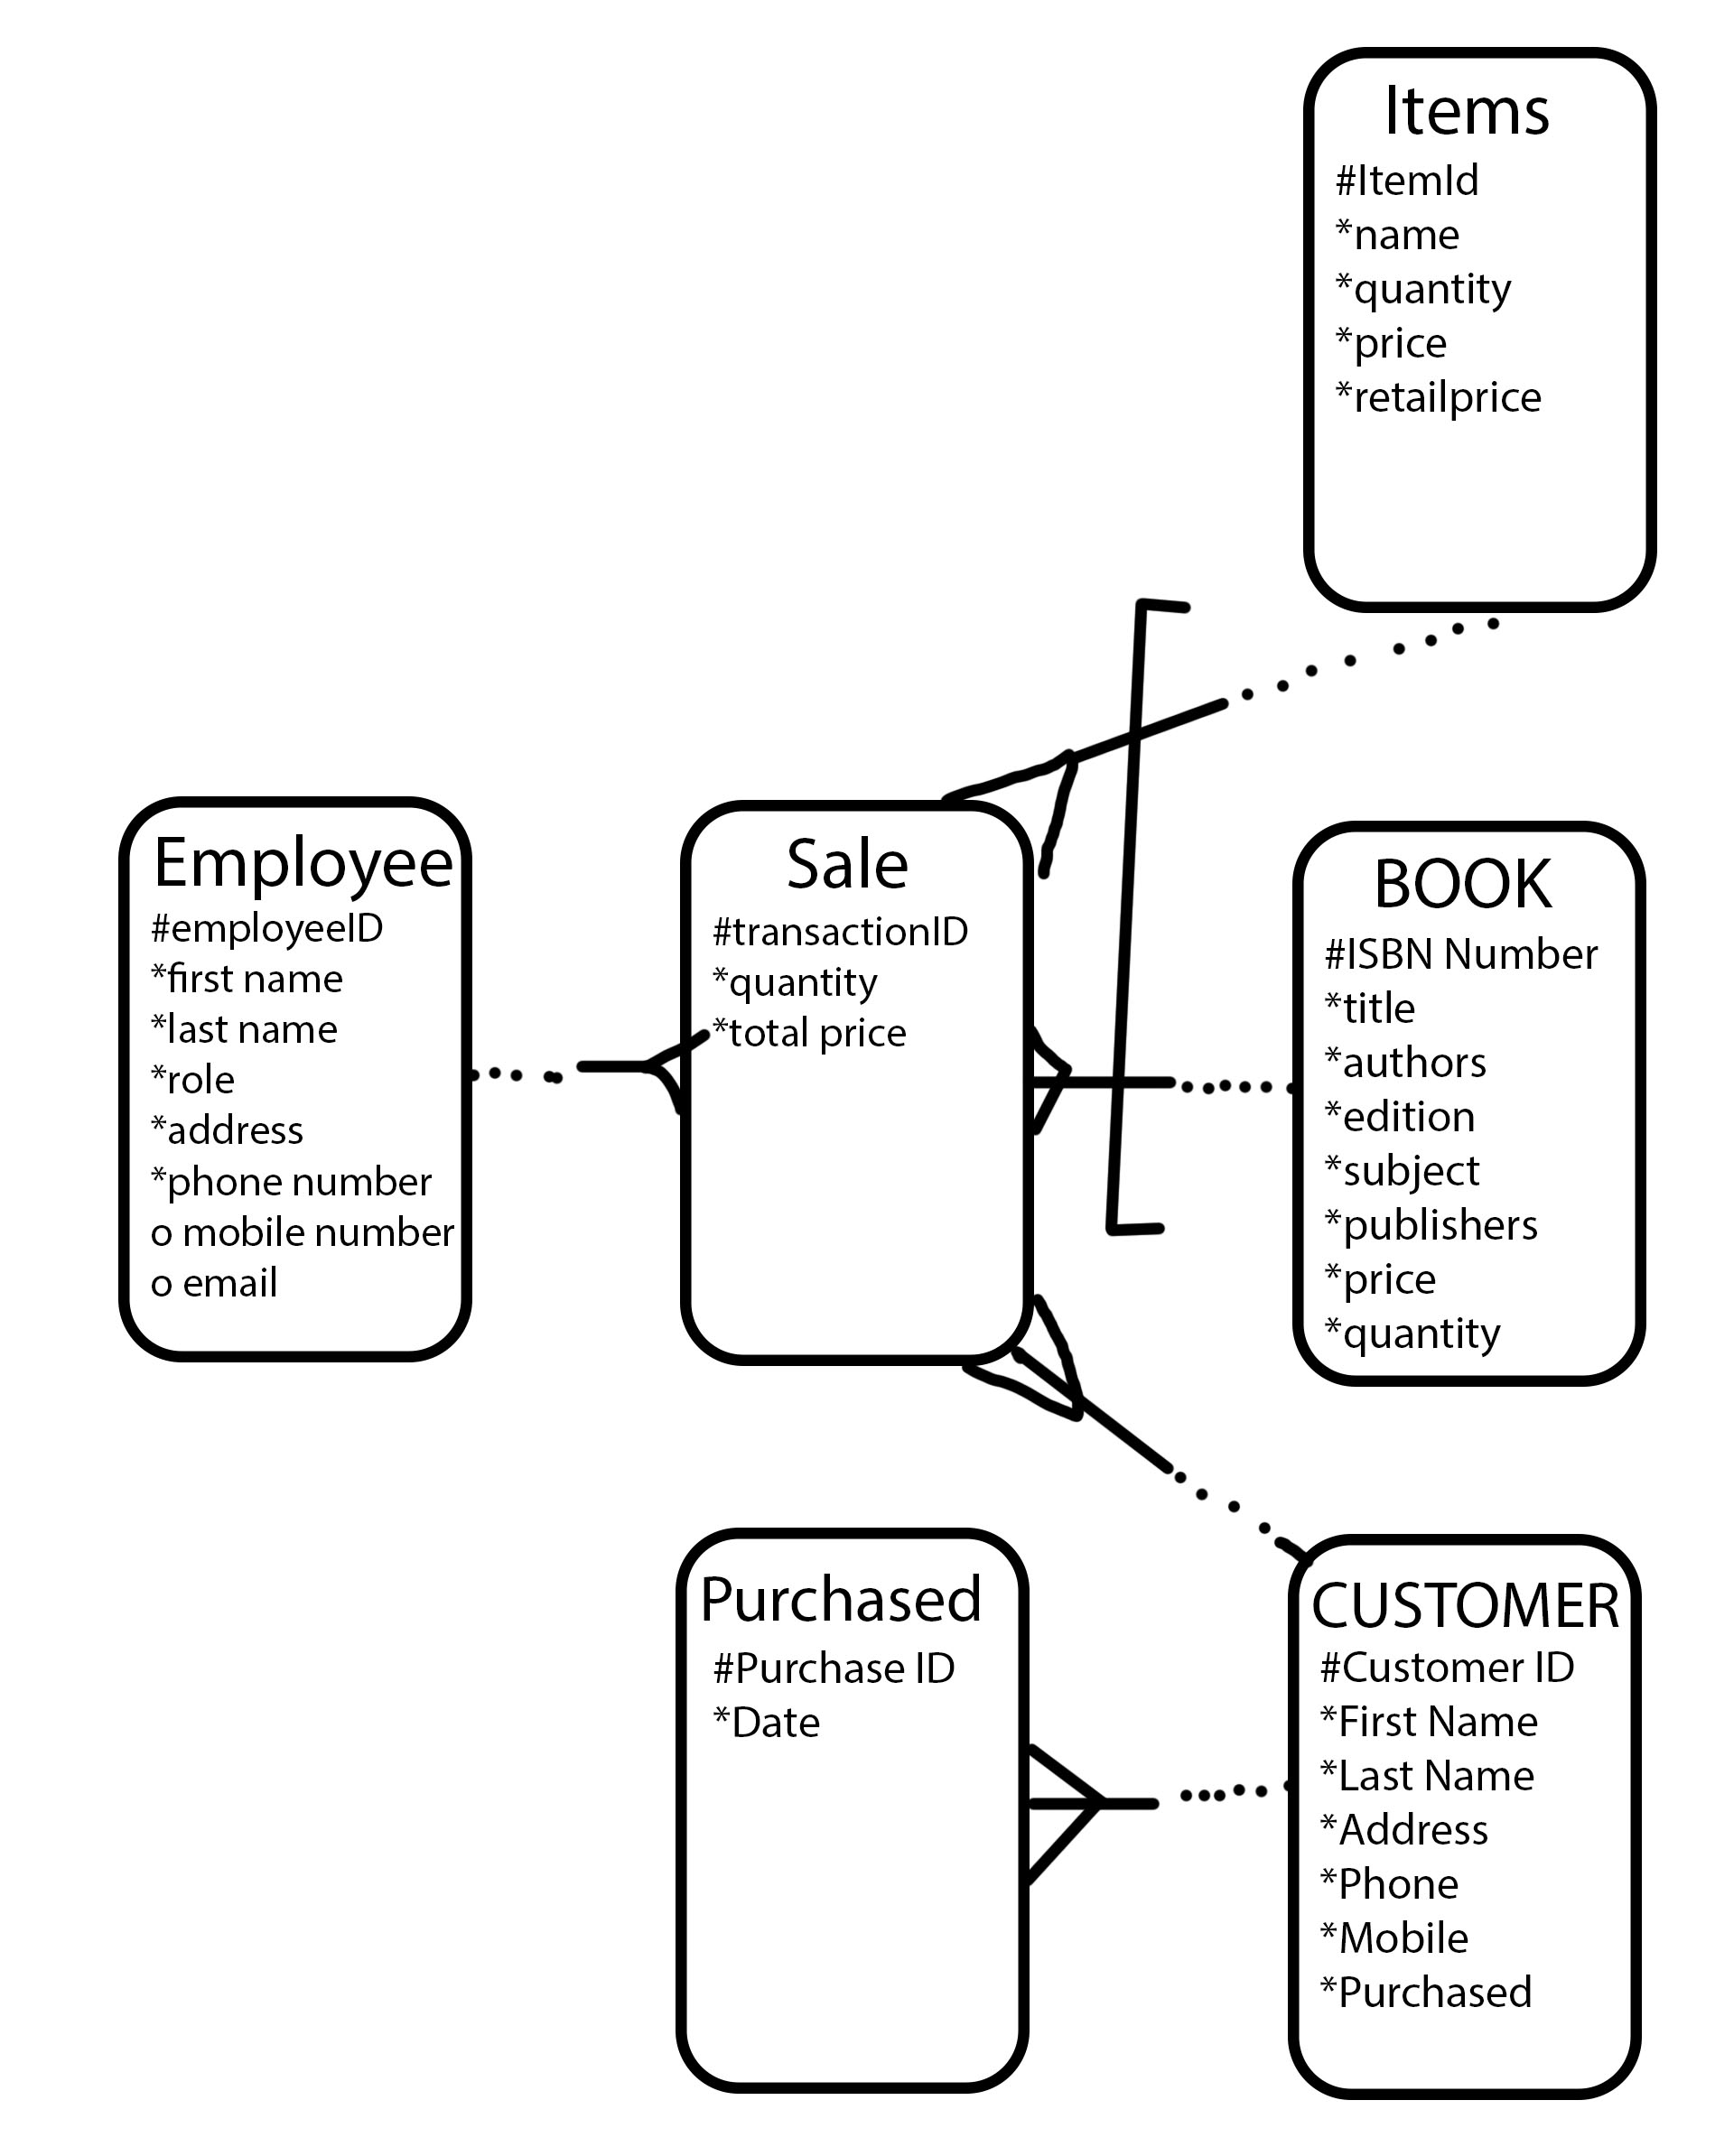 Items
#ItemId
*name
*quantity
*price
*retailprice
Employee
#employeeID
*first name
*last name
*role
*address
*phone number
o mobile number
o email
Sale
#transactionID
*quantity
*total price
BOOK
#ISBN Number
*title
*authors
*edition
*subject
*publishers
*price
*quantity
Purchased
#Purchase ID
*Date
CUSTOMER
#Customer ID
*First Name
*Last Name
*Address
*Phone
*Mobile
*Purchased